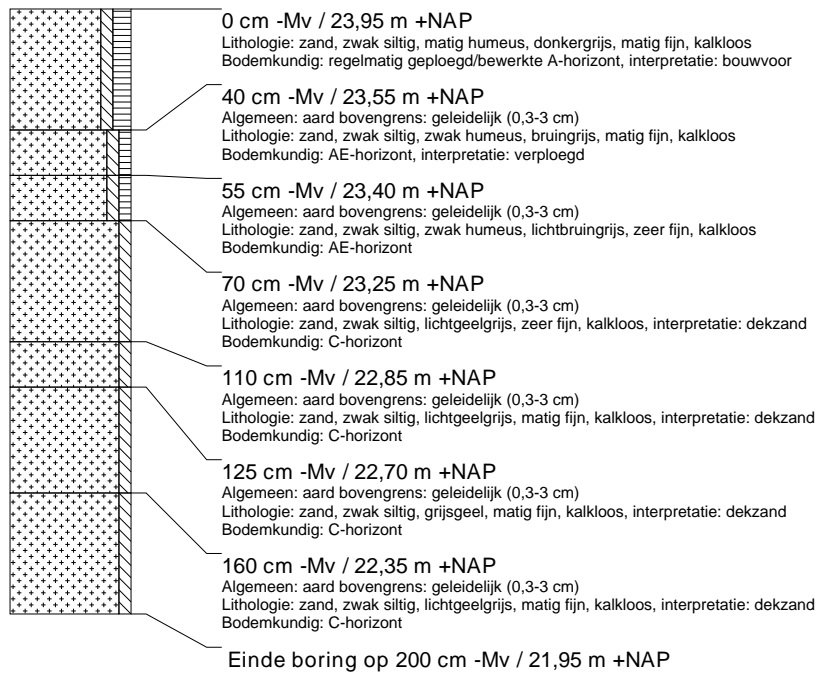 0 cm -Mv / 23,95 m +NAP
Lithologie: zand, zwak siltig, matig humeus, donkergrijs, matig fijn, kalkloos
Bodemkundig: regelmatig geploegd/bewerkte A-horizont, interpretatie: bouwvoor
40 cm -Mv / 23,55 m +NAP
Algemeen: aard bovengrens: geleidelijk (0,3-3 cm)
Lithologie: zand, zwak siltig, zwak humeus, bruingrijs, matig fijn, kalkloos
Bodemkundig: AE-horizont, interpretatie: verploegd
55 cm -Mv / 23,40 m +NAP
Algemeen: aard bovengrens: geleidelijk (0,3-3 cm)
Lithologie: zand, zwak siltig, zwak humeus, lichtbruingrijs, zeer fijn, kalkloos
Bodemkundig: AE-horizont
70 cm -Mv / 23,25 m +NAP
Algemeen: aard bovengrens: geleidelijk (0,3-3 cm)
Lithologie: zand, zwak siltig, lichtgeelgrijs, zeer fijn, kalkloos, interpretatie: dekzand
Bodemkundig: C-horizont
110 cm -Mv / 22,85 m +NAP
Algemeen: aard bovengrens: geleidelijk (0,3-3 cm)
Lithologie: zand, zwak siltig, lichtgeelgrijs, matig fijn, kalkloos, interpretatie: dekzand
Bodemkundig: C-horizont
125 cm -Mv / 22,70 m +NAP
Algemeen: aard bovengrens: geleidelijk (0,3-3 cm)
Lithologie: zand, zwak siltig, grijsgeel, matig fijn, kalkloos, interpretatie: dekzand
Bodemkundig: C-horizont
160 cm -Mv / 22,35 m +NAP
Algemeen: aard bovengrens: geleidelijk (0,3-3 cm)
Lithologie: zand, zwak siltig, lichtgeelgrijs, matig fijn, kalkloos, interpretatie: dekzand
Bodemkundig: C-horizont
Einde boring op 200 cm -Mv / 21,95 m +NAP